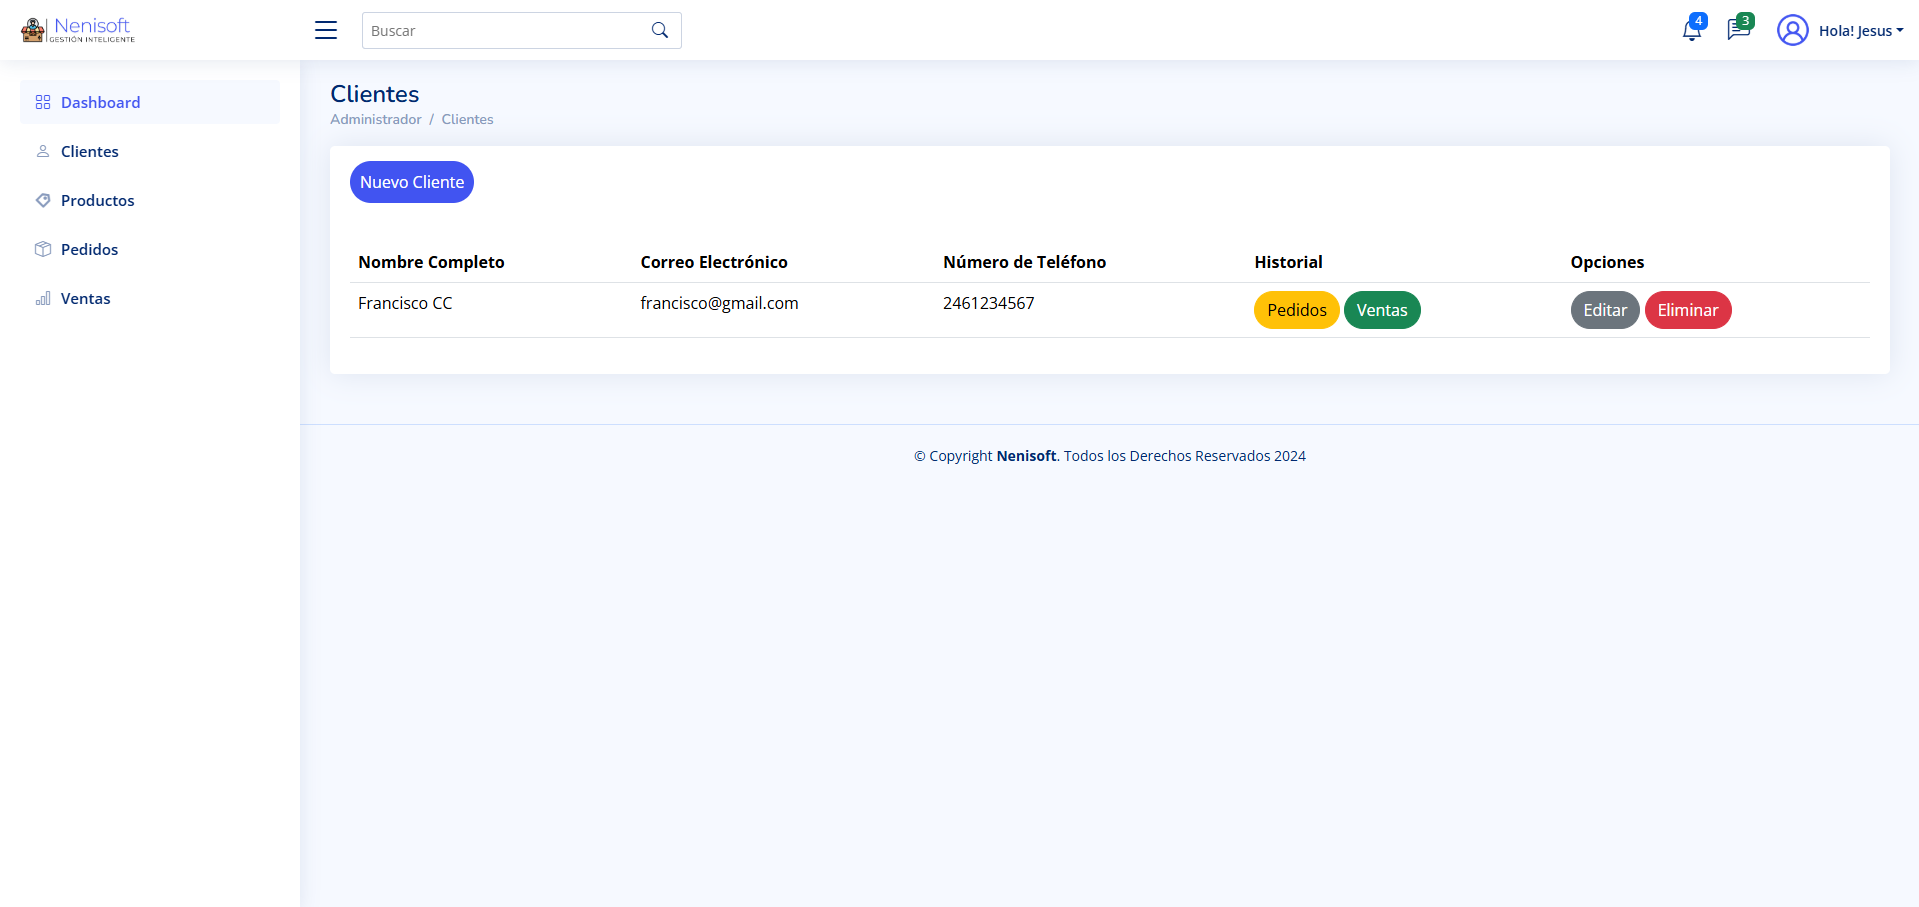 Nenisoft
GESTIÓN INTELIGENTE
Buscar
4
3
Hola! Jesus
Dashboard
Clientes
Productos
Pedidos
Ventas
Clientes
Administrador / Clientes
Nuevo Cliente
Nombre Completo Correo Electrónico Número de Teléfono Historial Opciones
Francisco CC francisco@gmail.com 2461234567 Pedidos Ventas Editar Eliminar
© Copyright Nenisoft. Todos los Derechos Reservados 2024